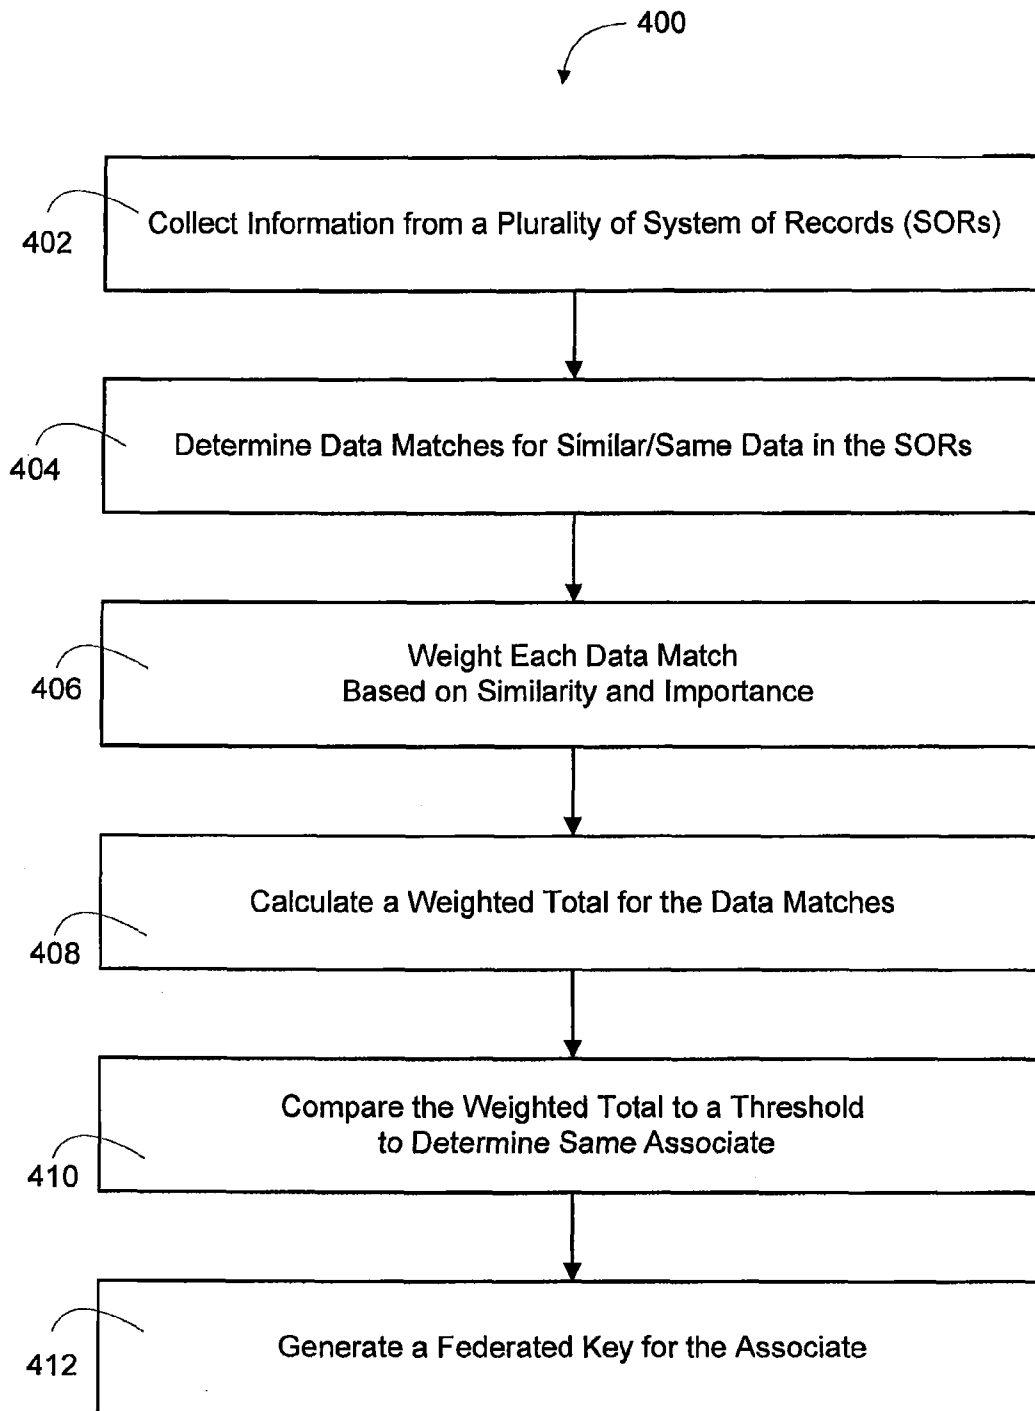 400
402
Collect Information from a Plurality of System of Records (SORs)
404
Determine Data Matches for Similar/Same Data in the SORs
406
Weight Each Data Match
Based on Similarity and Importance
408
Calculate a Weighted Total for the Data Matches
410
Compare the Weighted Total to a Threshold
to Determine Same Associate
412
Generate a Federated Key for the Associate